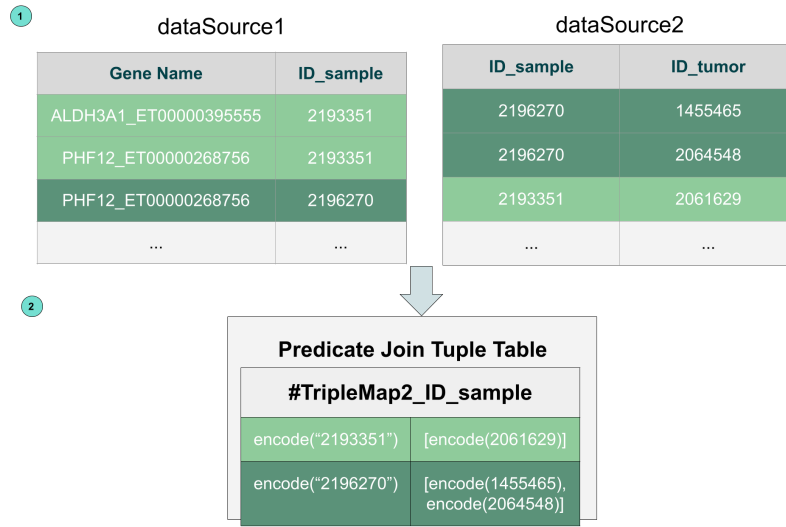 1
dataSource1
dataSource2
Gene Name ID_sample
ALDH3A1_ET00000395555 2193351
PHF12_ET00000268756 2193351
PHF12_ET00000268756 2196270
... ...
ID_sample ID_tumor
2196270 1455465
2196270 2064548
2193351 2061629
... ...
2
Predicate Join Tuple Table
#TripleMap2_ID_sample
encode(“2193351”) [encode(2061629)]
encode(“2196270”) [encode(1455465),
encode(2064548)]